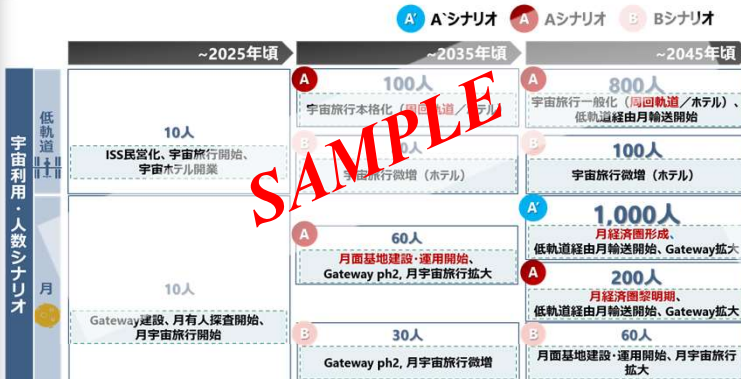 A' A`シナリオ A Aシナリオ B Bシナリオ
~2025年頃 ~2035年頃 ~2045年頃
宇宙利用・人数シナリオ
低軌道
10人
ISS民営化、宇宙旅行開始、
宇宙ホテル開業
A
100人
宇宙旅行本格化（周回軌道／ホテル）
B
0人
宇宙旅行微増（ホテル）
A
800人
宇宙旅行一般化（周回軌道／ホテル）、
低軌道経由月輸送開始
B
100人
宇宙旅行微増（ホテル）
月
10人
Gateway建設、月有人探査開始、
月宇宙旅行開始
A
60人
月面基地建設・運用開始、
Gateway ph2, 月宇宙旅行拡大
B
30人
Gateway ph2, 月宇宙旅行微増
A'
1,000人
月経済圏形成、
低軌道経由月輸送開始、Gateway拡大
A
200人
月経済圏黎明期、
低軌道経由月輸送開始、Gateway拡大
B
60人
月面基地建設・運用開始、月宇宙旅行
拡大
SAMPLE